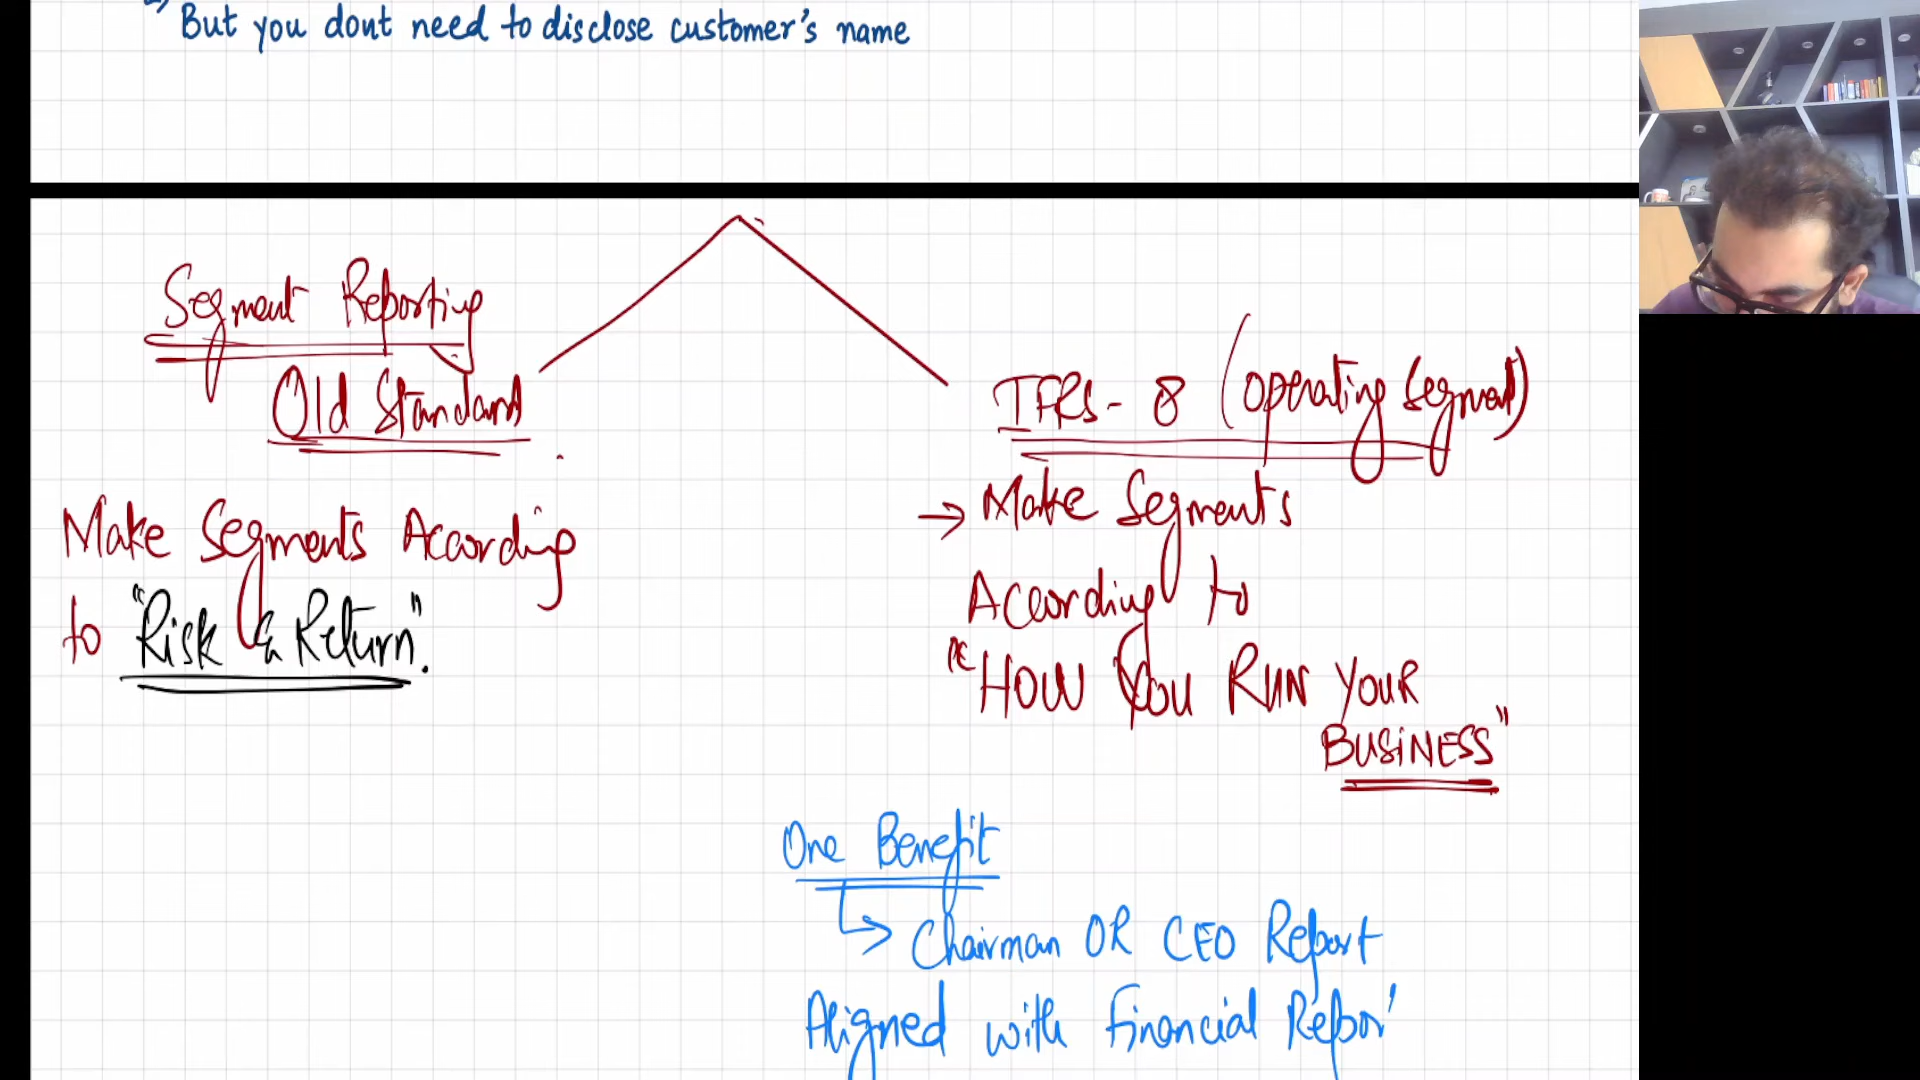 But you dont need to disclose customer's name
Segment Reporting
Old Standard
Make Segments According
to "Risk & Return".
IFRS-8 (Operating Segment)
→ Make Segments
According to
"HOW YOU RUN YOUR
BUSINESS"
One Benefit
↳ Chairman OR CEO Report
Aligned with Financial Repor